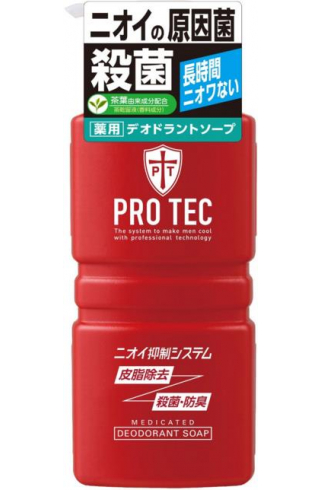 ニオイの原因菌
殺菌
長時間
ニオワない
茶葉由来成分配合
薬用 デオドラントソープ
PT
PRO TEC
The system to make men cool
with professional technology
ニオイ抑制システム
皮脂除去
殺菌・防臭
MEDICATED
DEODORANT SOAP